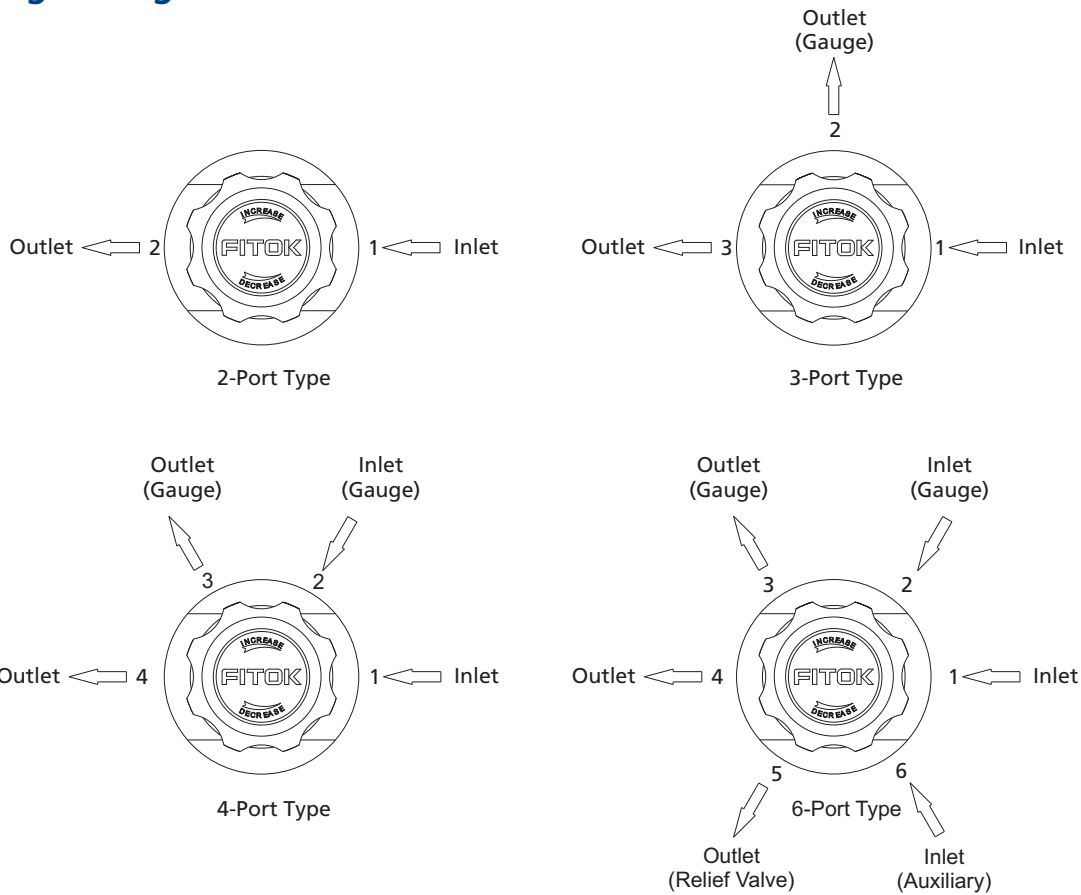 Outlet
(Gauge)
2
INCREASE
FITOK
DECREASE
Outlet
2
1
Inlet
2-Port Type
INCREASE
FITOK
DECREASE
Outlet
3
1
Inlet
3-Port Type
Outlet
(Gauge)
Inlet
(Gauge)
3
2
INCREASE
FITOK
DECREASE
Outlet
4
1
Inlet
4-Port Type
Outlet
(Gauge)
Inlet
(Gauge)
3
2
INCREASE
FITOK
DECREASE
Outlet
4
1
Inlet
5
6
6-Port Type
Outlet
(Relief Valve)
Inlet
(Auxiliary)